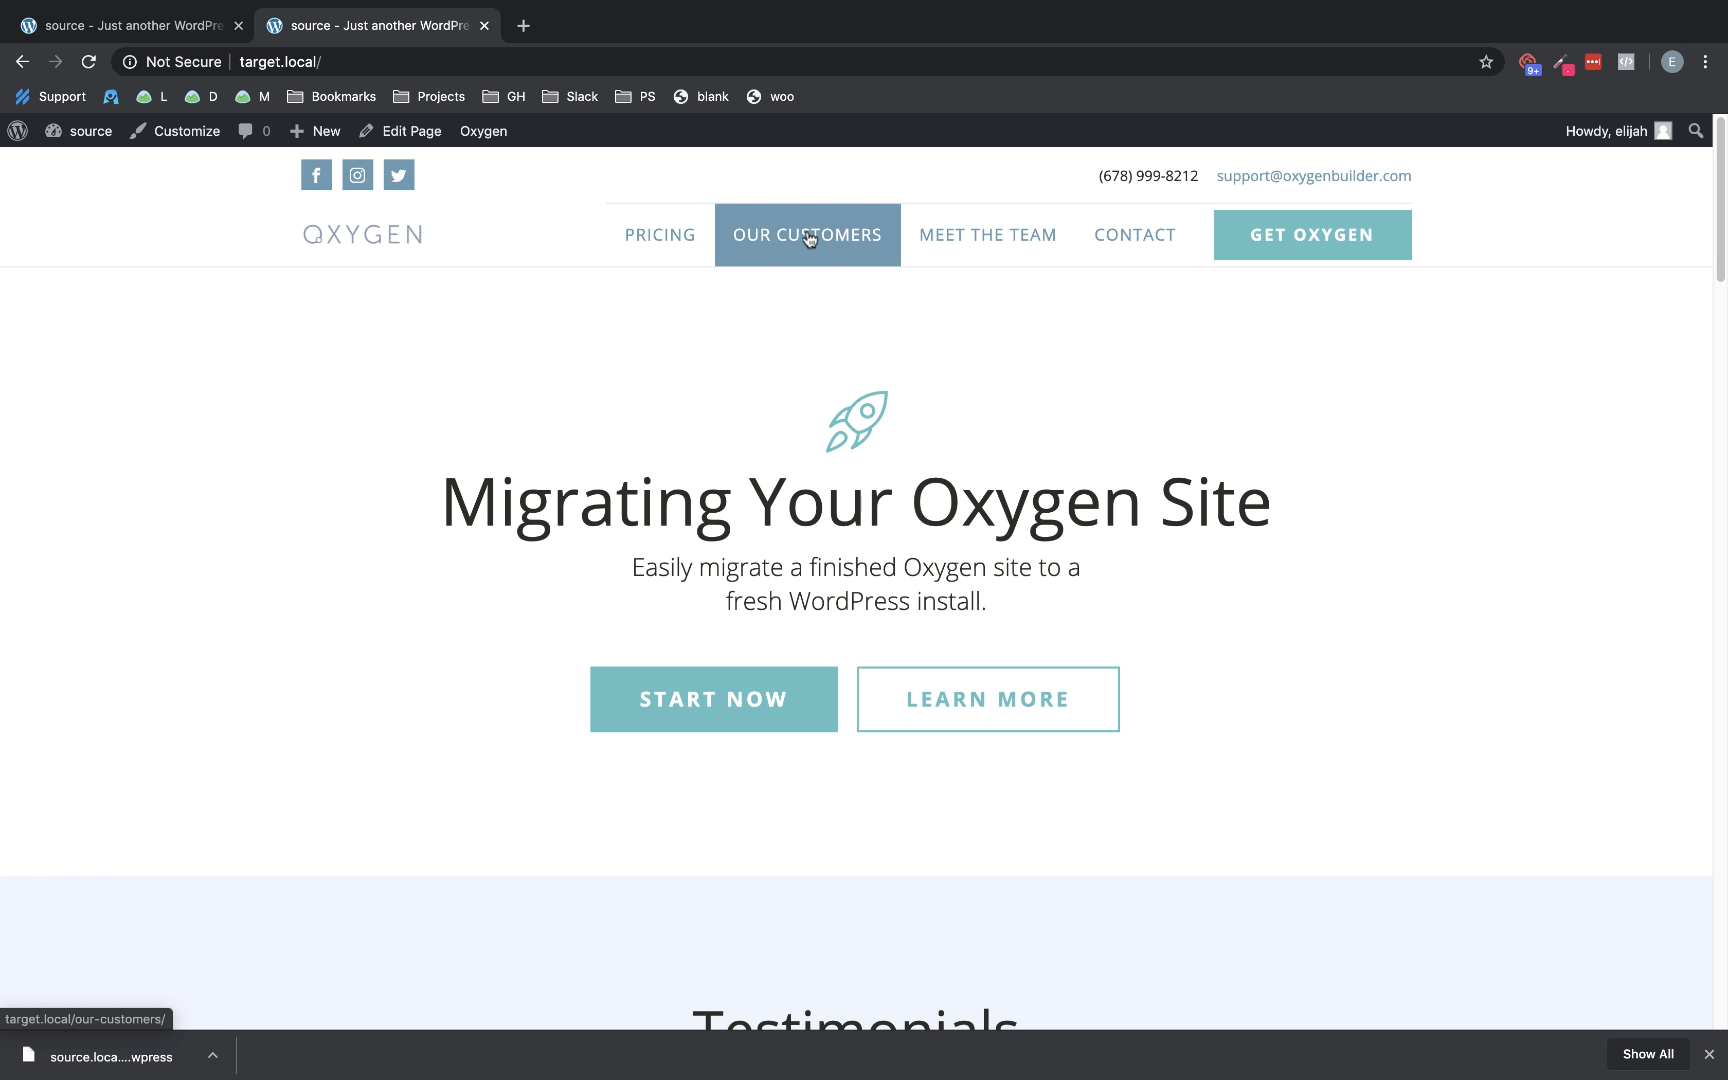 source - Just another WordPre
source - Just another WordPre
Not Secure target.local/
9+
E
Support L D M Bookmarks Projects GH Slack PS blank woo
source Customize 0 New Edit Page Oxygen Howdy, elijah
(678) 999-8212 support@oxygenbuilder.com
OXYGEN PRICING OUR CUSTOMERS MEET THE TEAM CONTACT GET OXYGEN
Migrating Your Oxygen Site
Easily migrate a finished Oxygen site to a
fresh WordPress install.
START NOW LEARN MORE
Testimonials
target.local/our-customers/
source.loca....wpress Show All